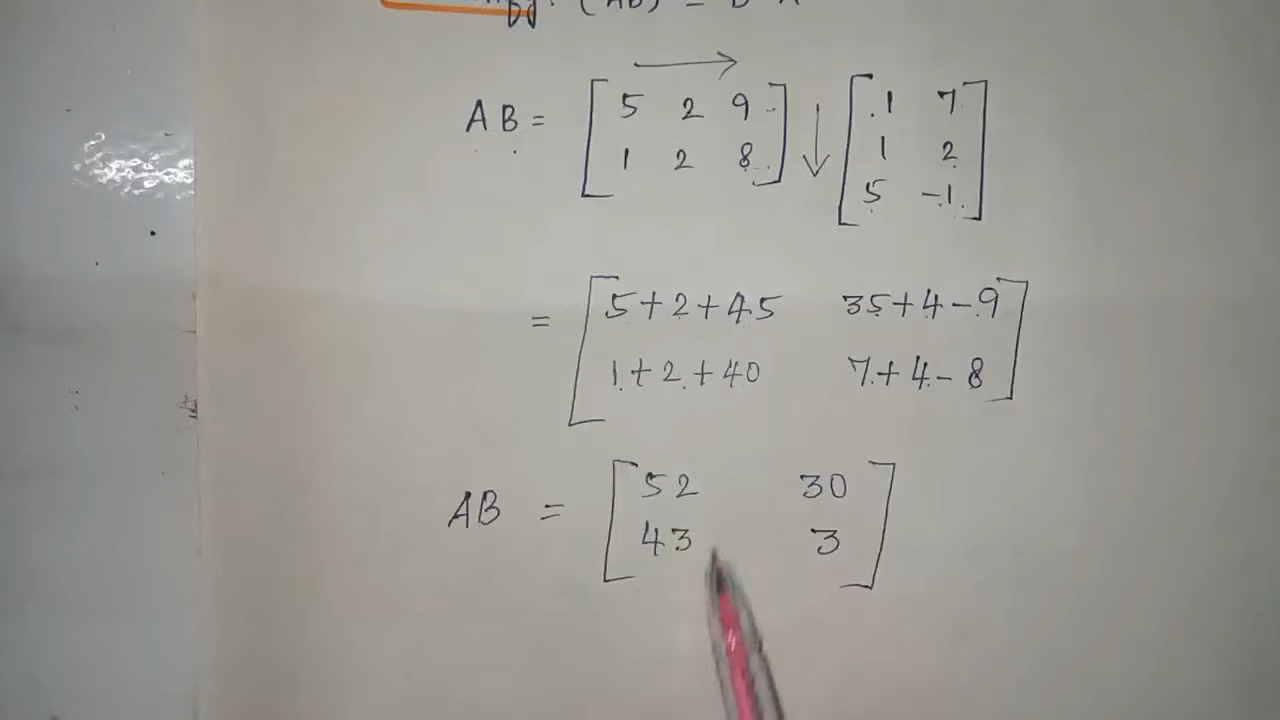 AB = [ 5 2 9 ] ↓ [ 1 7 ]
→
[ 1 2 8 ] [ 1 2 ]
[ 5 -1 ]
= [ 5+2+45 35+4-9 ]
[ 1+2+40 7+4-8 ]
AB = [ 52 30 ]
[ 43 3 ]